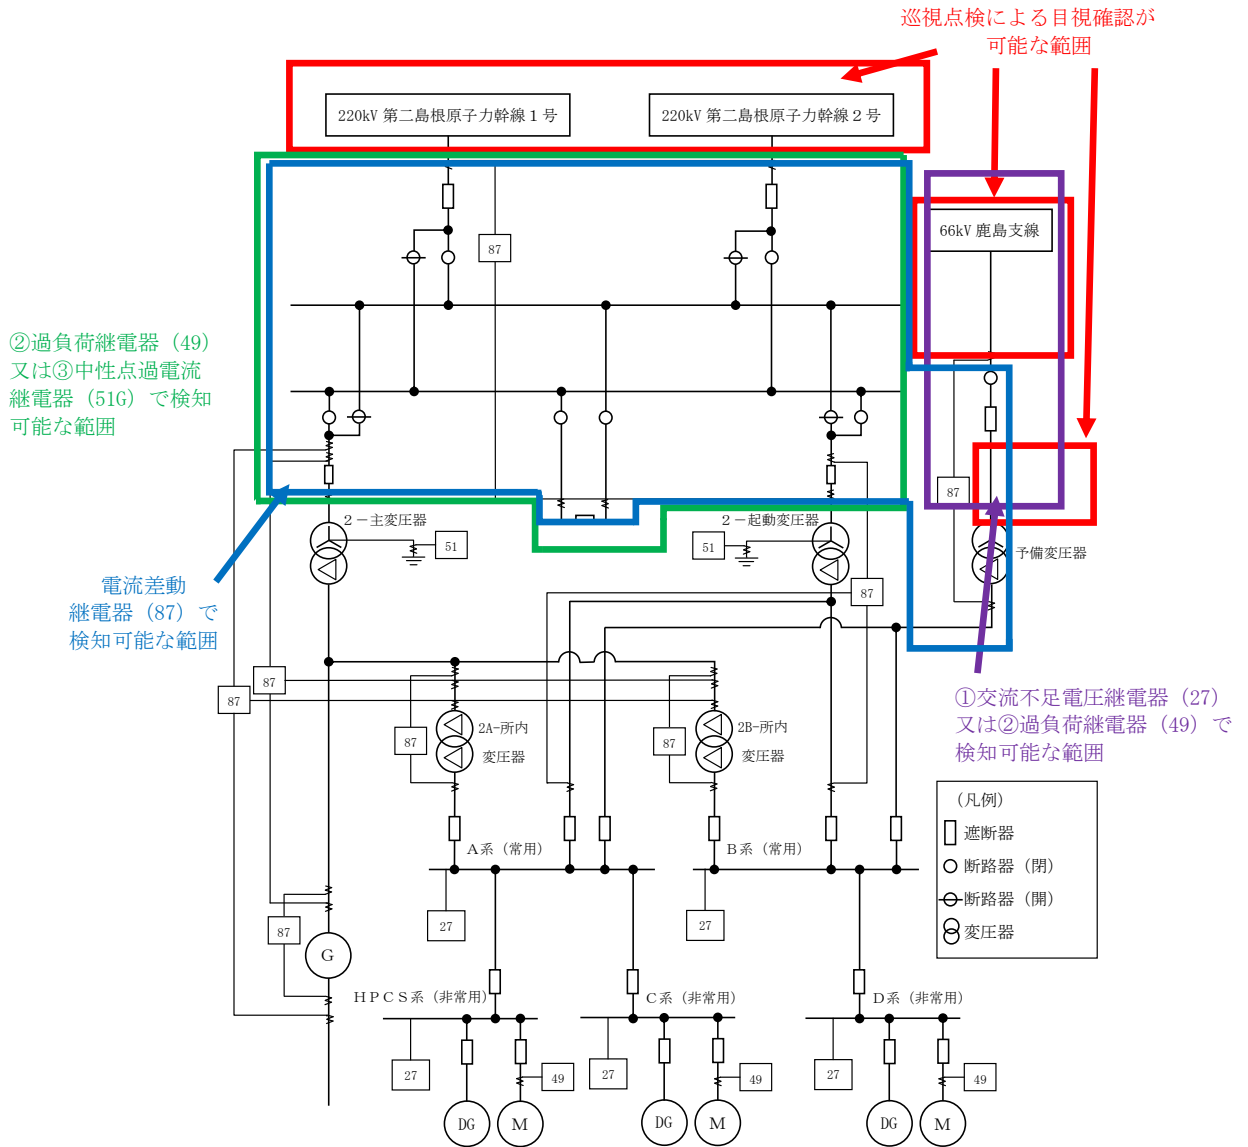 巡視点検による目視確認が
可能な範囲
220kV 第二島根原子力幹線１号
220kV 第二島根原子力幹線２号
66kV 鹿島支線
87
②過負荷継電器（49）
又は③中性点過電流
継電器（51G）で検知
可能な範囲
87
２－主変圧器
51
２－起動変圧器
51
予備変圧器
電流差動
継電器（87）で
検知可能な範囲
87
87
87
①交流不足電圧継電器（27）
又は②過負荷継電器（49）で
検知可能な範囲
2A-所内
変圧器
87
2B-所内
変圧器
87
（凡例）
遮断器
断路器（閉）
断路器（開）
変圧器
Ａ系（常用）
Ｂ系（常用）
27
27
87
G
ＨＰＣＳ系（非常用）
Ｃ系（非常用）
Ｄ系（非常用）
27
49
27
49
27
49
DG
M
DG
M
DG
M